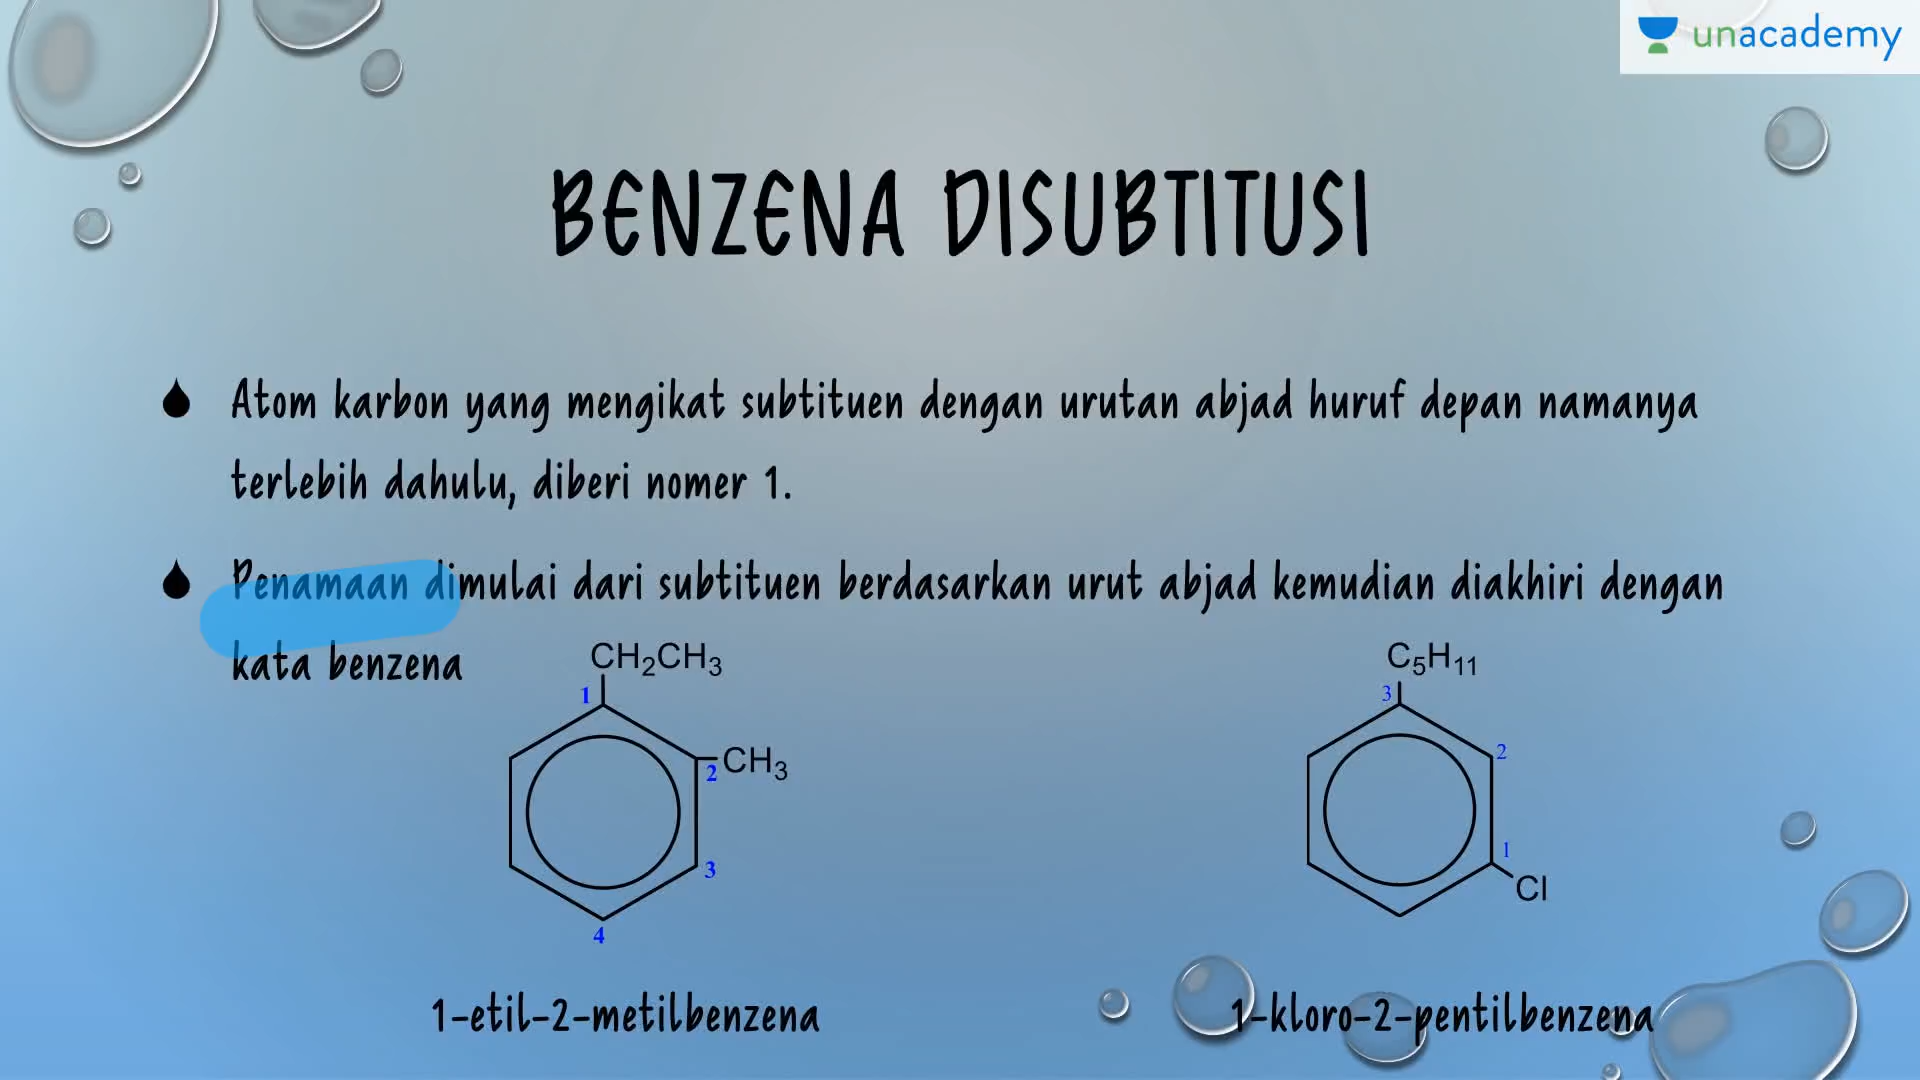 unacademy
BENZENA DISUBTITUSI
Atom karbon yang mengikat subtituen dengan urutan abjad huruf depan namanya
terlebih dahulu, diberi nomer 1.
Penamaan dimulai dari subtituen berdasarkan urut abjad kemudian diakhiri dengan
kata benzena
CH₂CH₃
1
2
CH₃
3
4
1-etil-2-metilbenzena
C₅H₁₁
3
2
1
Cl
1-kloro-2-pentilbenzena